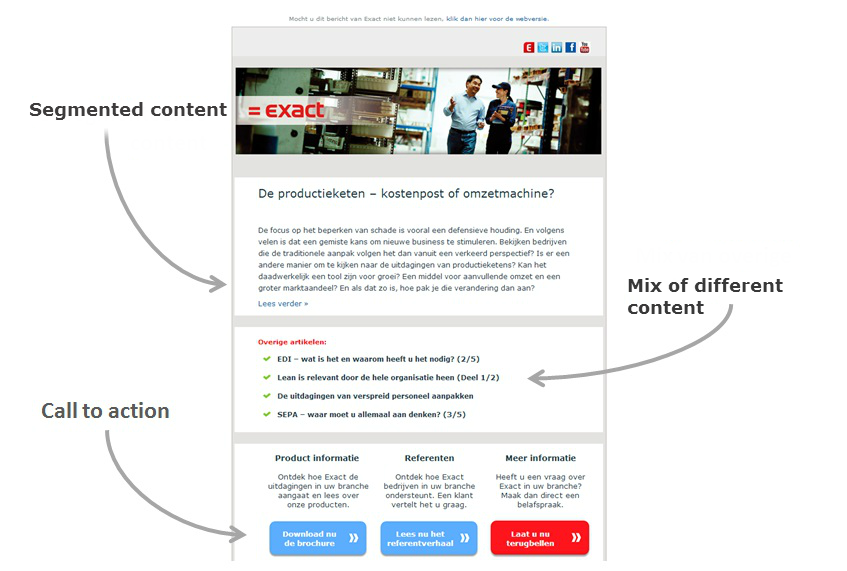 Mocht u dit bericht van Exact niet kunnen lezen, klik dan hier voor de webversie.
E
in
f
You
Tube
= exact
Segmented content
De productieketen – kostenpost of omzetmachine?
De focus op het beperken van schade is vooral een defensieve houding. En volgens
velen is dat een gemiste kans om nieuwe business te stimuleren. Bekijken bedrijven
die de traditionele aanpak volgen het dan vanuit een verkeerd perspectief? Is er een
andere manier om te kijken naar de uitdagingen van productieketens? Kan het
daadwerkelijk een tool zijn voor groei? Een middel voor aanvullende omzet en een
groter marktaandeel? En als dat zo is, hoe pak je die verandering dan aan?
Lees verder »
Mix of different
content
Overige artikelen:
EDI – wat is het en waarom heeft u het nodig? (2/5)
Lean is relevant door de hele organisatie heen (Deel 1/2)
De uitdagingen van verspreid personeel aanpakken
SEPA – waar moet u allemaal aan denken? (3/5)
Call to action
Product informatie
Ontdek hoe Exact de
uitdagingen in uw branche
aangaat en lees over
onze producten.
Download nu
de brochure
Referenten
Ontdek hoe Exact
bedrijven in uw branche
ondersteunt. Een klant
vertelt het u graag.
Lees nu het
referentverhaal
Meer informatie
Heeft u een vraag over
Exact in uw branche?
Maak dan direct een
belafspraak.
Laat u nu
terugbellen